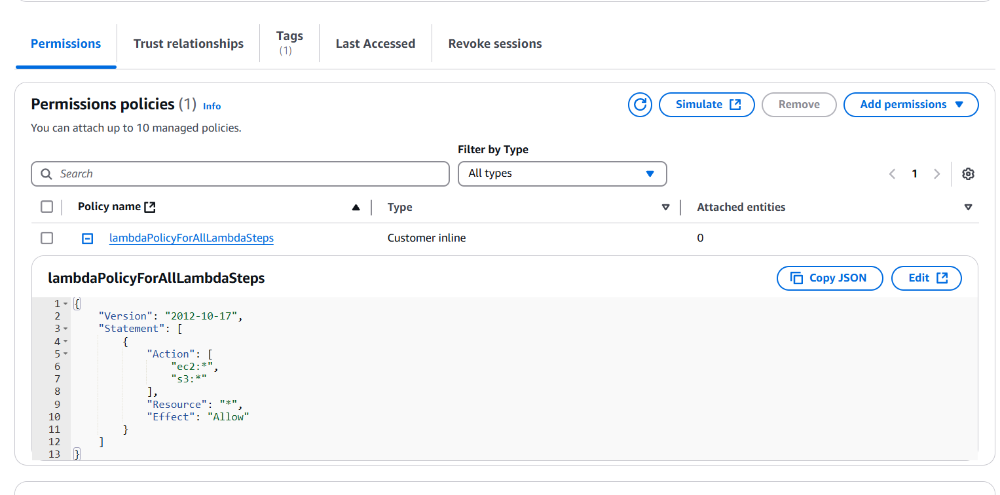 Permissions
Trust relationships
Tags
(1)
Last Accessed
Revoke sessions
Permissions policies (1) Info
Simulate
Remove
Add permissions
You can attach up to 10 managed policies.
Filter by Type
Search
All types
1
Policy name
Type
Attached entities
lambdaPolicyForAllLambdaSteps
Customer inline
0
lambdaPolicyForAllLambdaSteps
Copy JSON
Edit
1 {
2 "Version": "2012-10-17",
3 "Statement": [
4 {
5 "Action": [
6 "ec2:*",
7 "s3:*"
8 ],
9 "Resource": "*",
10 "Effect": "Allow"
11 }
12 ]
13 }